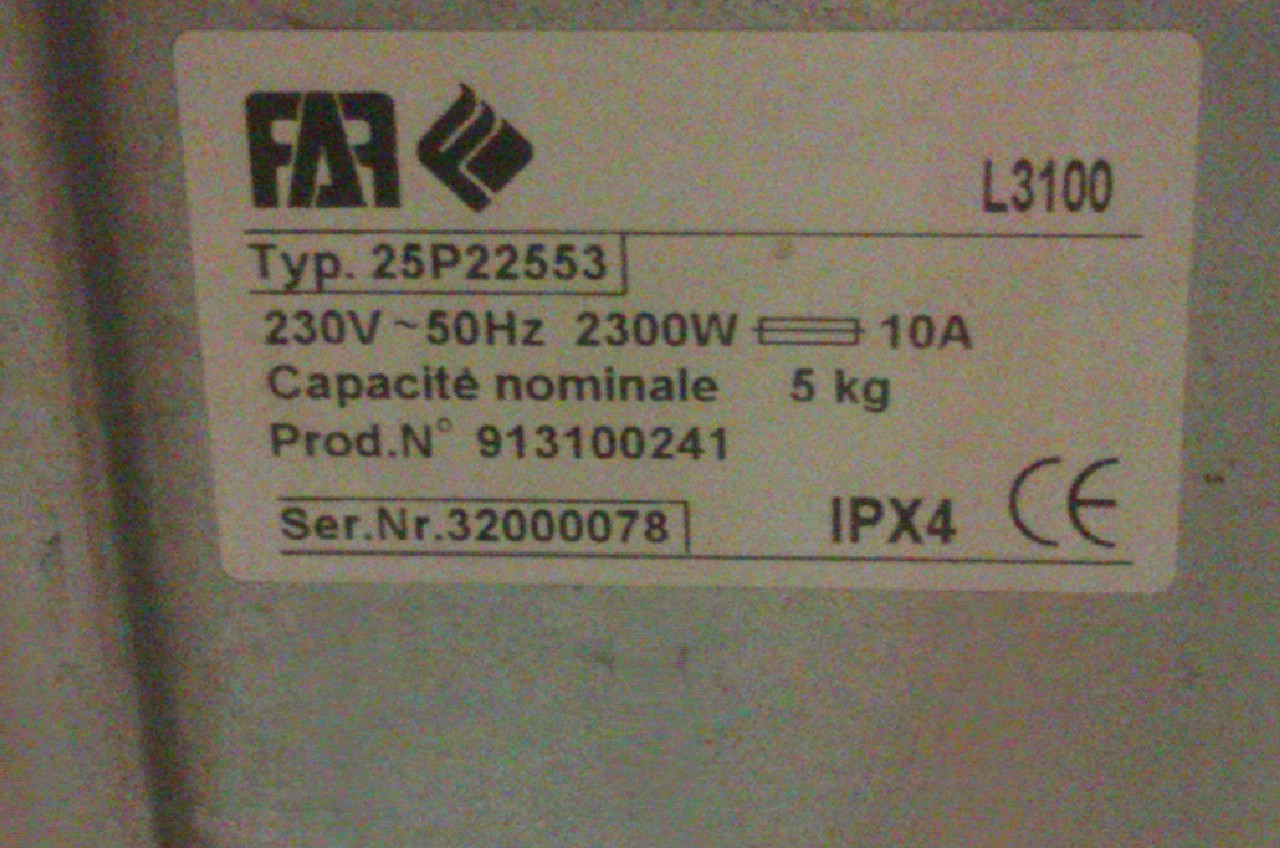 FAR
L3100
Typ. 25P22553
230V ~50Hz 2300W 10A
Capacité nominale 5 kg
Prod.N° 913100241
Ser.Nr.32000078 IPX4 CE